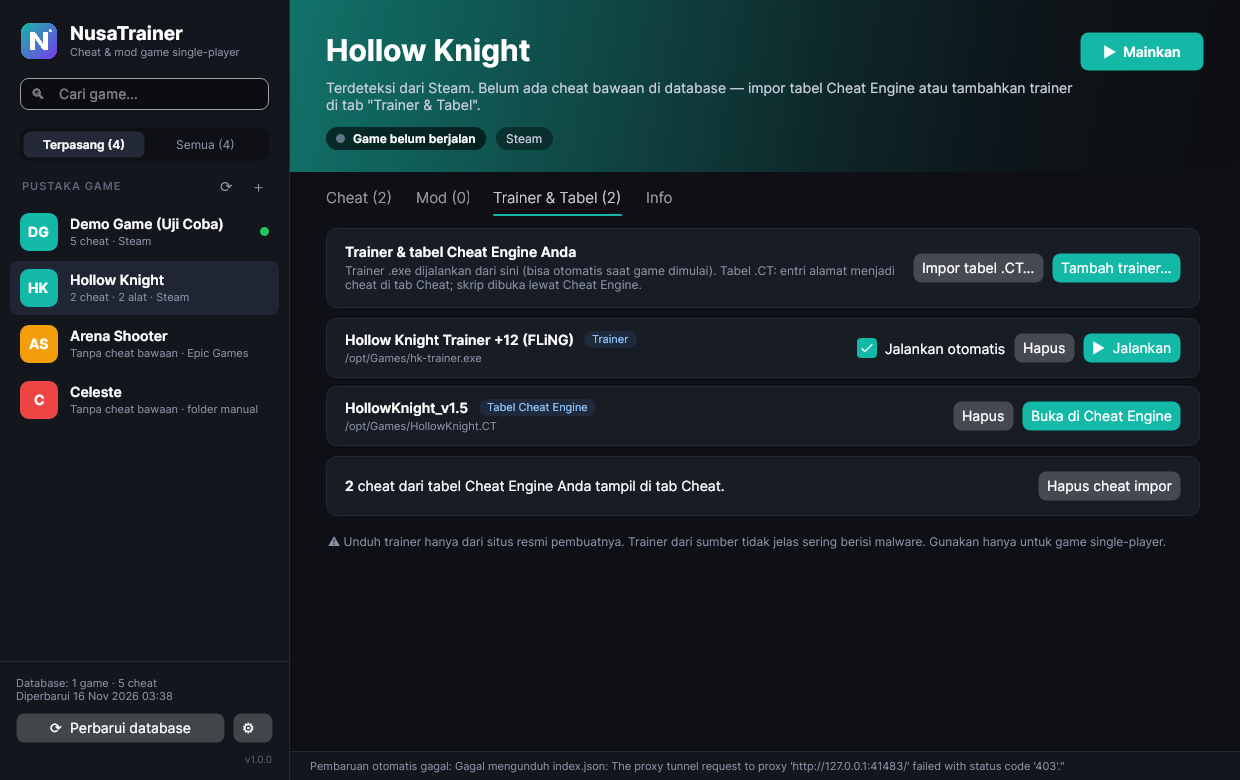 N
NusaTrainer
Cheat & mod game single-player
Cari game...
Terpasang (4)
Semua (4)
PUSTAKA GAME
DG
Demo Game (Uji Coba)
5 cheat · Steam
HK
Hollow Knight
2 cheat · 2 alat · Steam
AS
Arena Shooter
Tanpa cheat bawaan · Epic Games
C
Celeste
Tanpa cheat bawaan · folder manual
Database: 1 game · 5 cheat
Diperbarui 16 Nov 2026 03:38
Perbarui database
v1.0.0
Hollow Knight
Mainkan
Terdeteksi dari Steam. Belum ada cheat bawaan di database — impor tabel Cheat Engine atau tambahkan trainer
di tab "Trainer & Tabel".
Game belum berjalan
Steam
Cheat (2)
Mod (0)
Trainer & Tabel (2)
Info
Trainer & tabel Cheat Engine Anda
Trainer .exe dijalankan dari sini (bisa otomatis saat game dimulai). Tabel .CT: entri alamat menjadi
cheat di tab Cheat; skrip dibuka lewat Cheat Engine.
Impor tabel .CT...
Tambah trainer...
Hollow Knight Trainer +12 (FLiNG)
Trainer
/opt/Games/hk-trainer.exe
Jalankan otomatis
Hapus
Jalankan
HollowKnight_v1.5
Tabel Cheat Engine
/opt/Games/HollowKnight.CT
Hapus
Buka di Cheat Engine
2 cheat dari tabel Cheat Engine Anda tampil di tab Cheat.
Hapus cheat impor
⚠ Unduh trainer hanya dari situs resmi pembuatnya. Trainer dari sumber tidak jelas sering berisi malware. Gunakan hanya untuk game single-player.
Pembaruan otomatis gagal: Gagal mengunduh index.json: The proxy tunnel request to proxy 'http://127.0.0.1:41483/' failed with status code '403'."